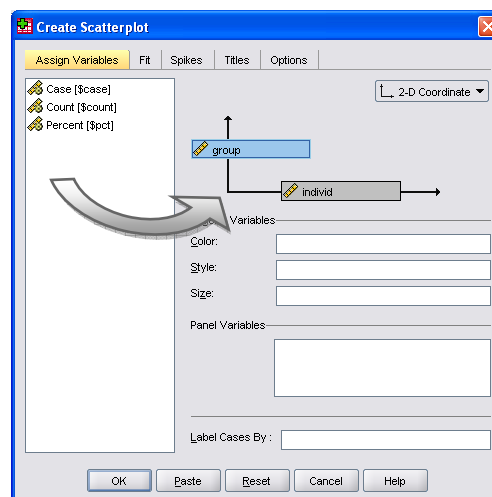 Create Scatterplot
Assign Variables Fit Spikes Titles Options
Case [$case]
Count [$count]
Percent [$pct]
2-D Coordinate
group
individ
Variables
Color:
Style:
Size:
Panel Variables
Label Cases By :
OK Paste Reset Cancel Help